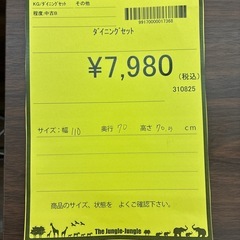 KG/ダイニングセット その他
程度:中古B
ダイニングセット
¥7,980
(税込)
310825
サイズ:幅 110 奥行 70 高さ 70.5 cm
商品のサイズ、状態を よくご確認下さい。
The Jungle-Jungle